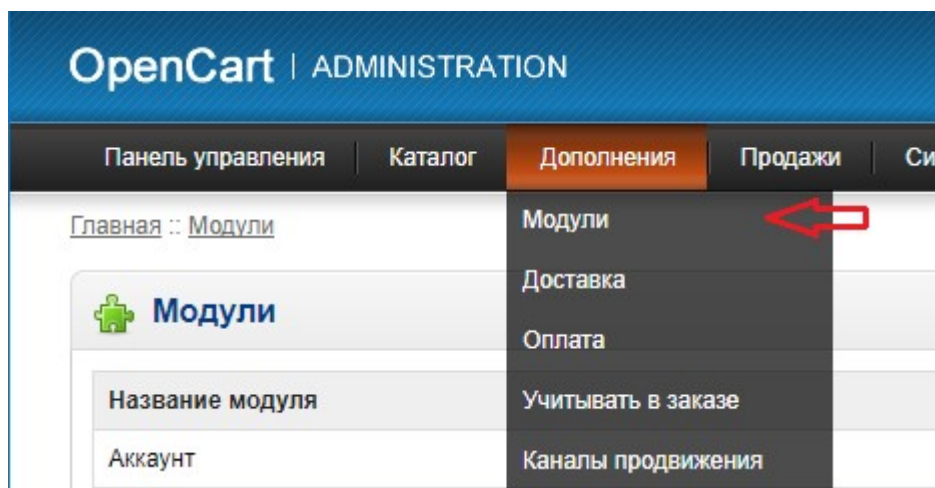 OpenCart | ADMINISTRATION
Панель управления Каталог Дополнения Продажи
Главная :: Модули
Модули
Доставка
Оплата
Учитывать в заказе
Каналы продвижения
Модули
Название модуля
Аккаунт